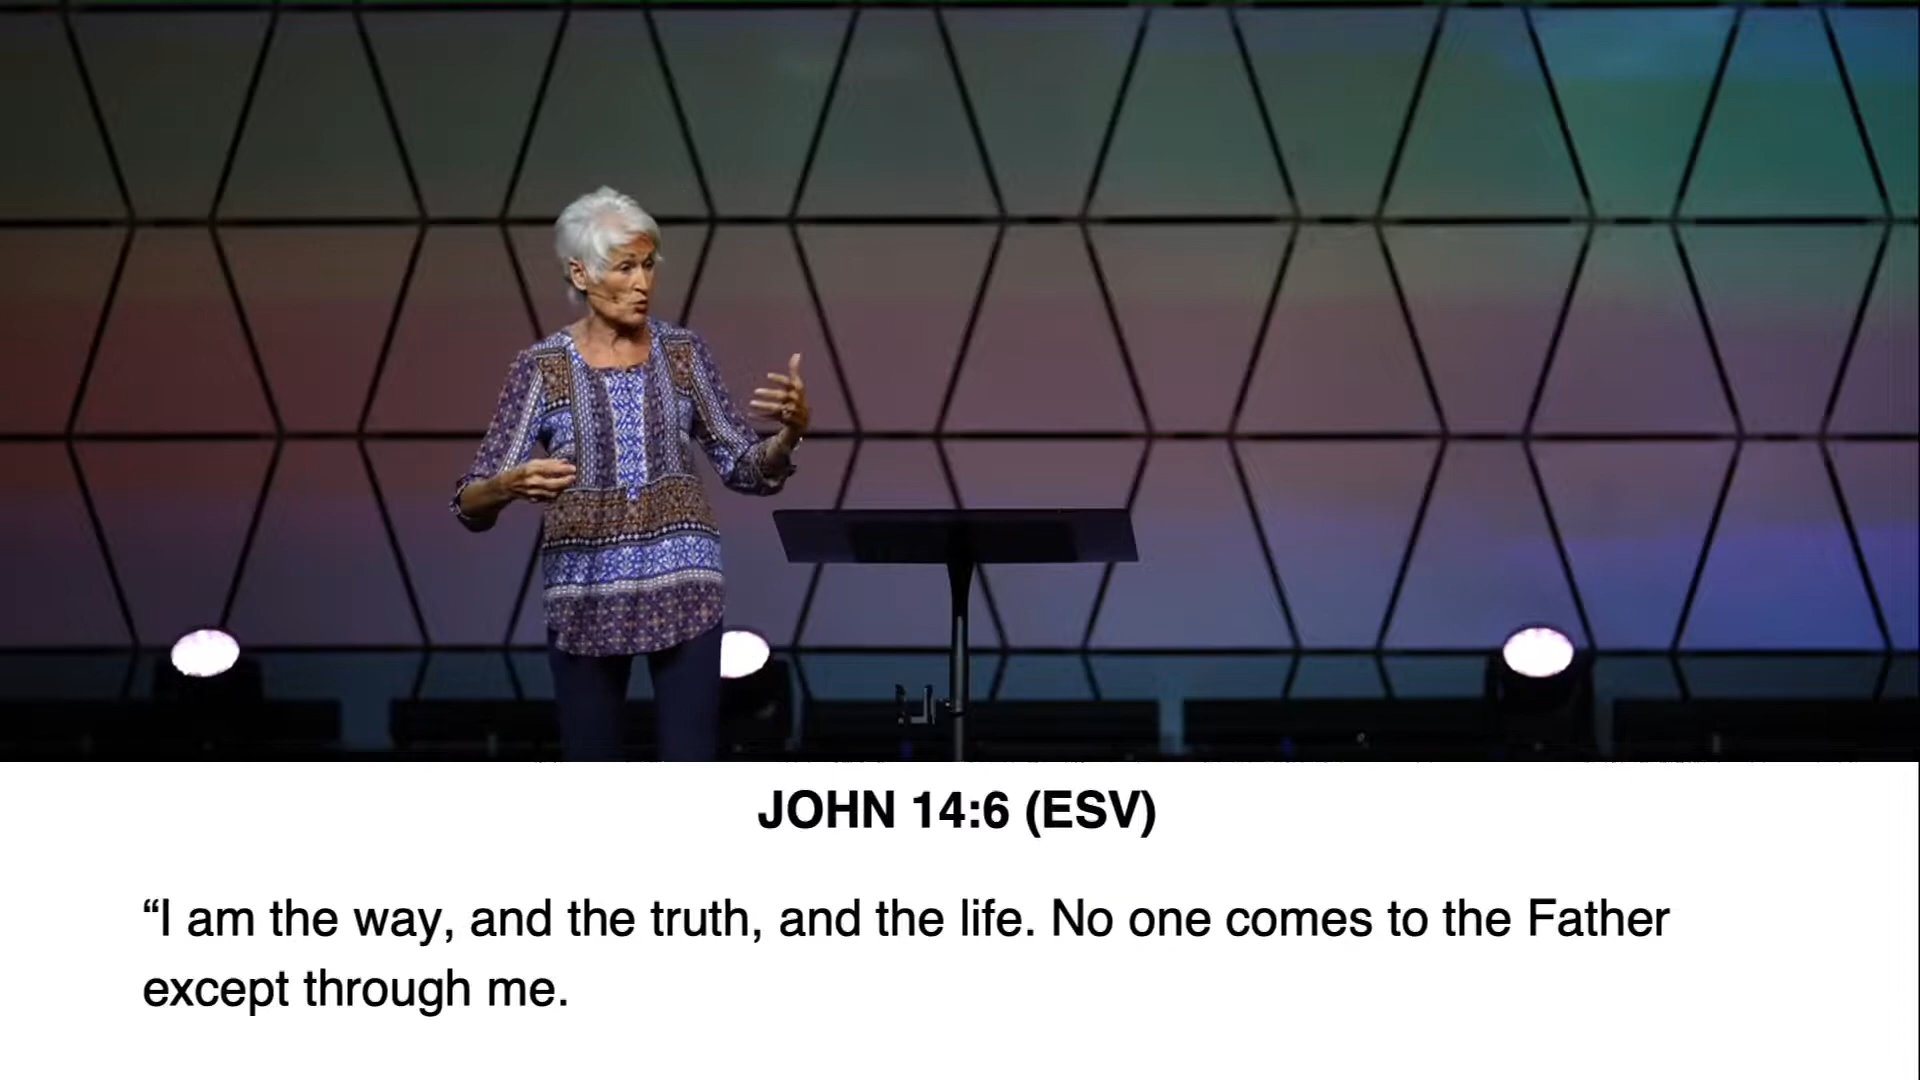 JOHN 14:6 (ESV)
“I am the way, and the truth, and the life. No one comes to the Father
except through me.